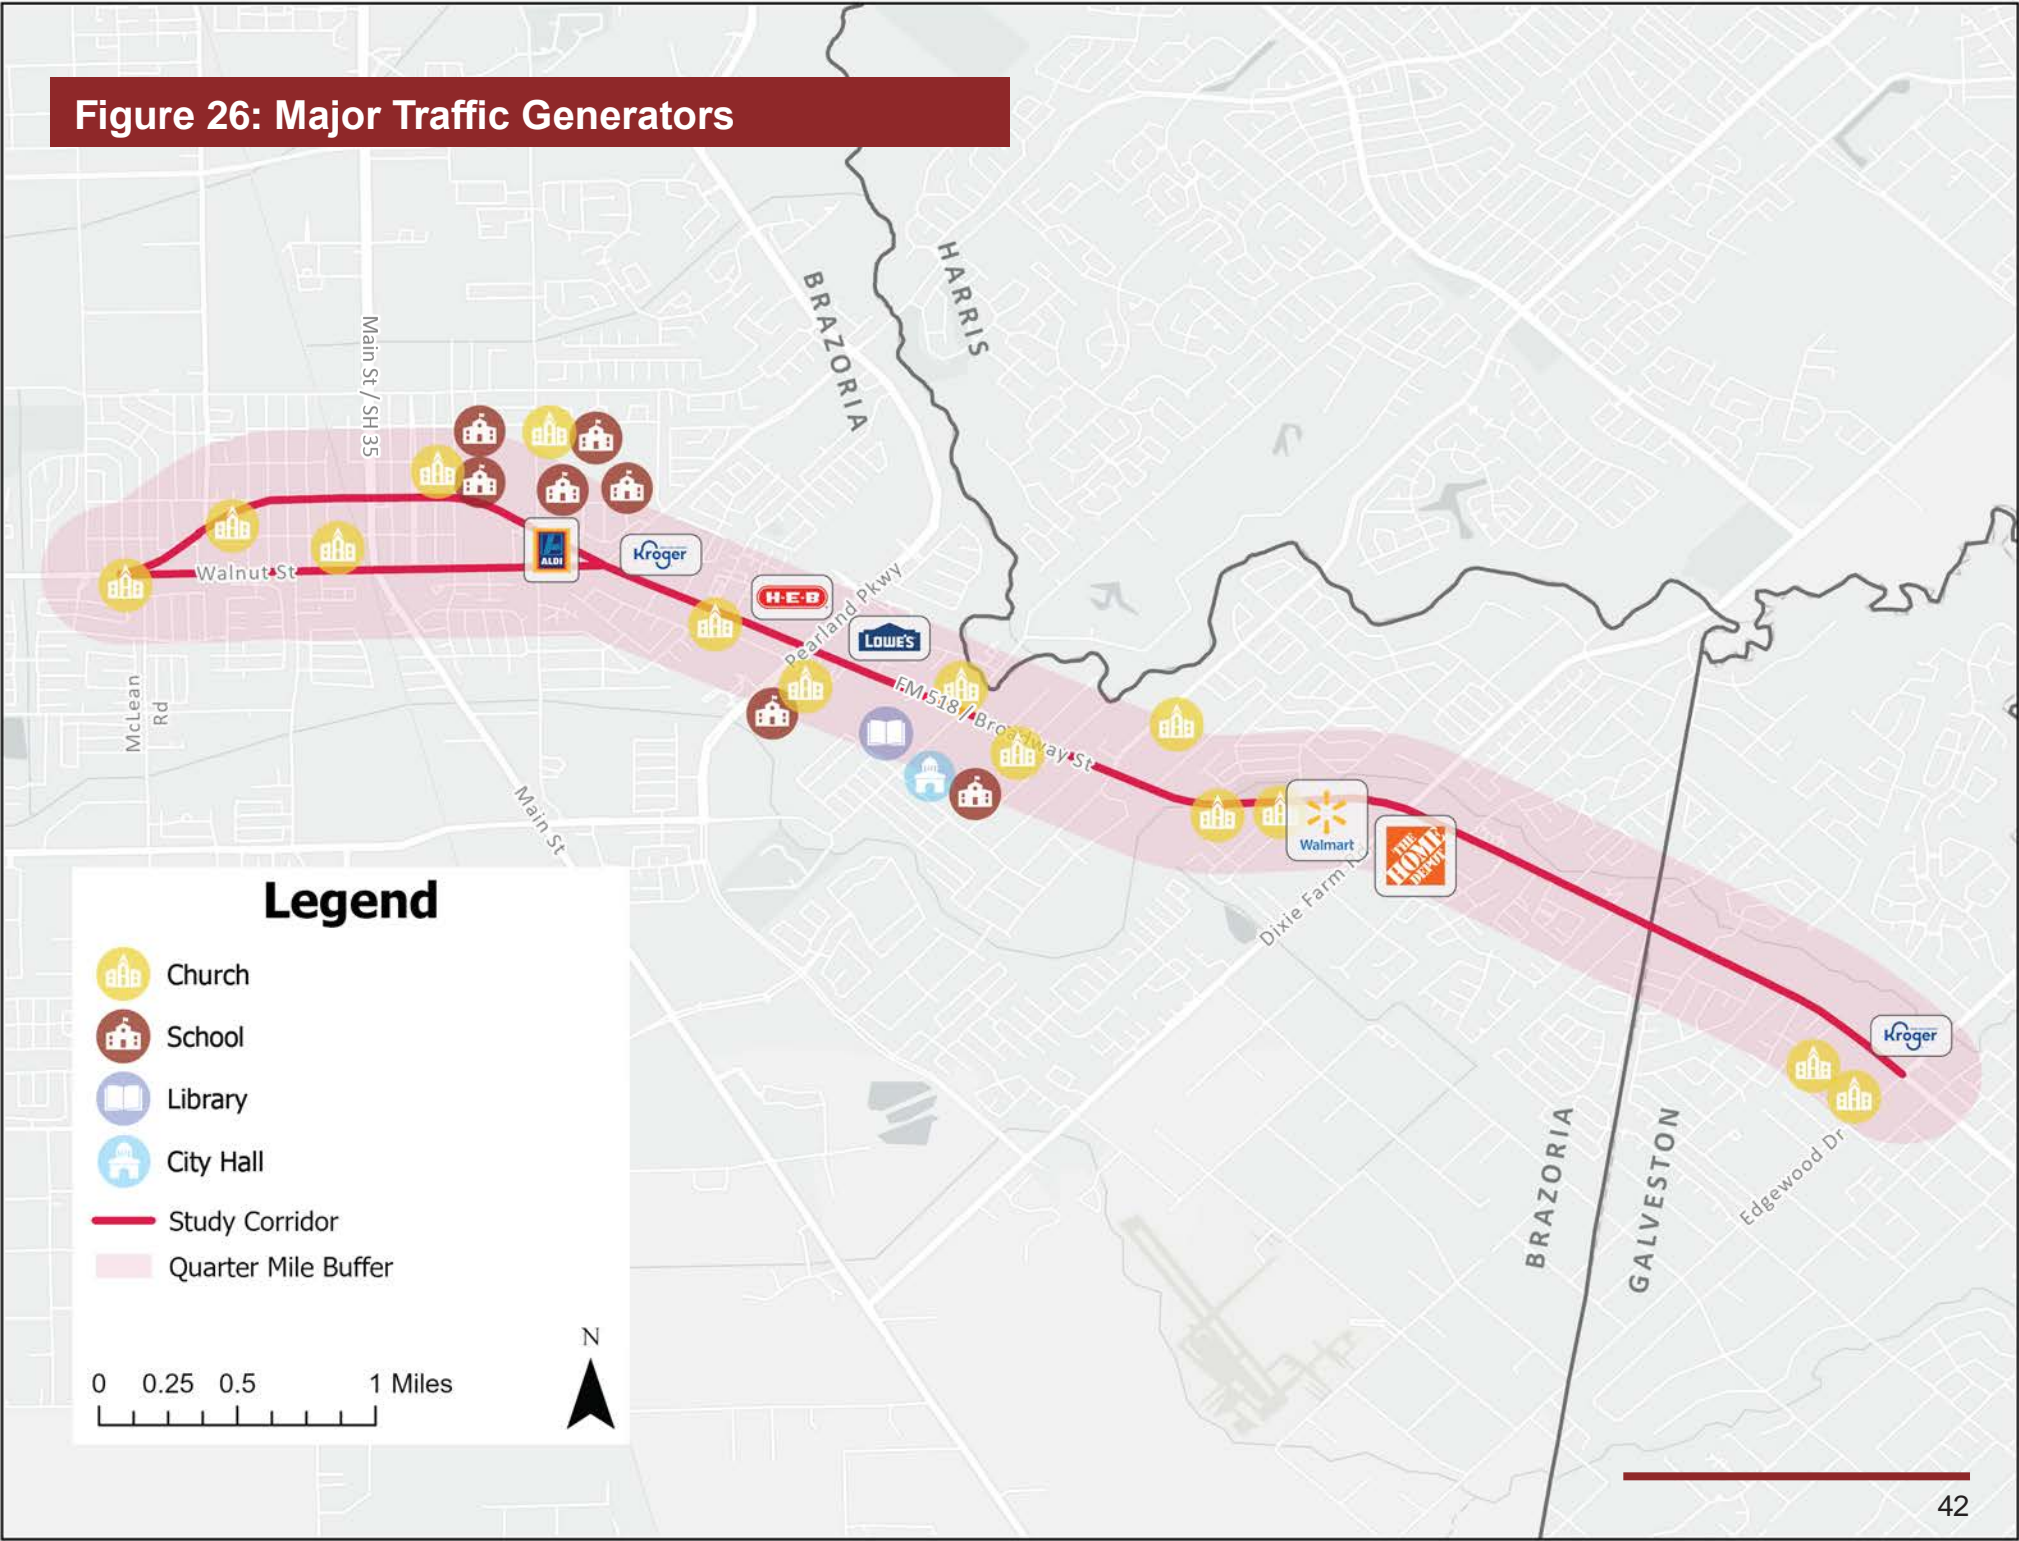 Figure 26: Major Traffic Generators
HARRIS
BRAZORIA
Main St / SH 35
ALDI
Kroger
H-E-B
Pearland Pkwy
LOWE'S
Walnut St
McLean
Rd
FM 518 / Broadway St
Main St
Walmart
THE
HOME
DEPOT
Dixie Farm Rd
Kroger
BRAZORIA
GALVESTON
Edgewood Dr
Legend
Church
School
Library
City Hall
Study Corridor
Quarter Mile Buffer
N
0 0.25 0.5 1 Miles
42